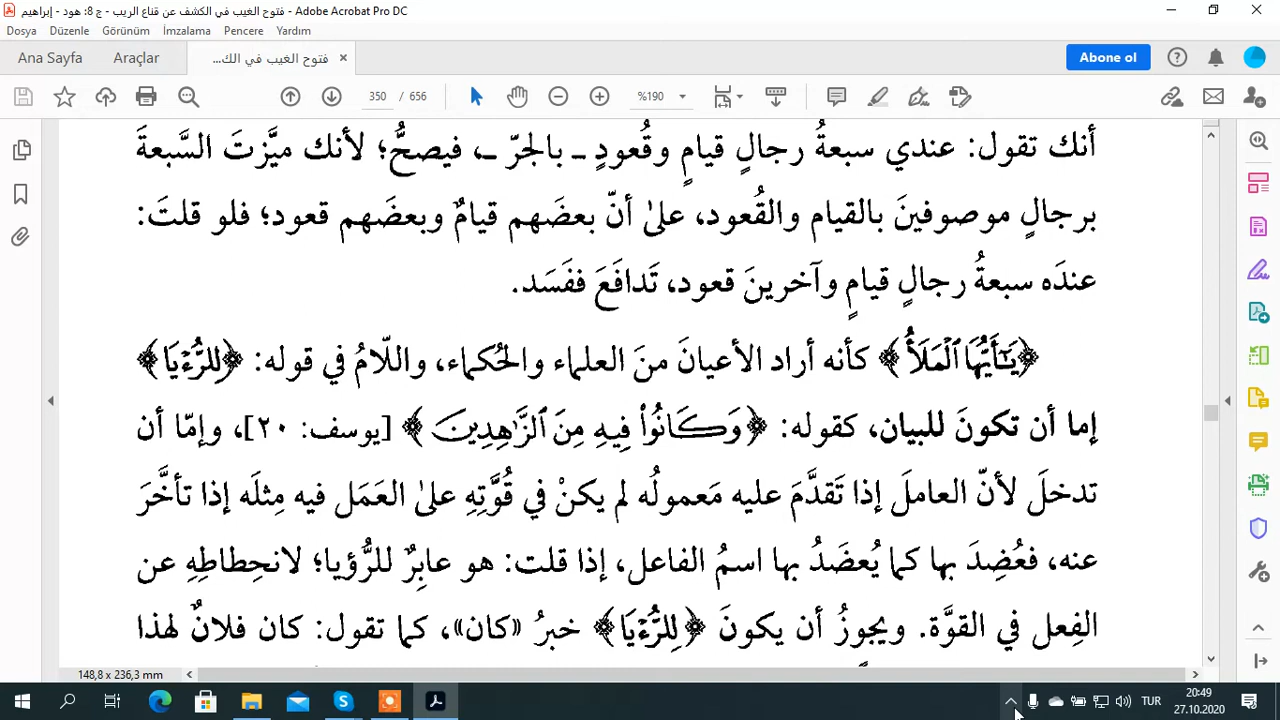 فتوح الغيب في الكشف عن قناع الريب - ج 8: هود - إبراهيم - Adobe Acrobat Pro DC
Dosya Düzenle Görünüm İmzalama Pencere Yardım
Ana Sayfa Araçlar فتوح الغيب في الك... × Abone ol
350 / 656 %190
أنك تقول: عندي سبعةُ رجالٍ قيامٍ وقُعودٍ ـ بالجرّ ـ، فيصحُّ؛ لأنك ميَّزتَ السَّبعةَ
برجالٍ موصوفينَ بالقيام والقُعود، علىٰ أنّ بعضَهم قيامٌ وبعضَهم قعود؛ فلو قلتَ:
عندَه سبعةُ رجالٍ قيامٍ وآخرينَ قعود، تَدافَعَ ففَسَد.
﴿يَٰٓأَيُّهَا ٱلْمَلَأُ﴾ كأنه أراد الأعيانَ منَ العلماء والحُكماء، واللّامُ في قوله: ﴿لِلرُّءْيَا﴾
إما أن تكونَ للبيان، كقوله: ﴿وَكَانُوا۟ فِيهِ مِنَ ٱلزَّٰهِدِينَ﴾ [يوسف: ٢٠]، وإمّا أن
تدخلَ لأنّ العاملَ إذا تَقدَّمَ عليه مَعمولُه لم يكنْ في قُوَّتِهِ علىٰ العَمَل فيه مِثلَه إذا تأخَّرَ
عنه، فعُضِدَ بها كما يُعضَدُ بها اسمُ الفاعل، إذا قلت: هو عابِرٌ للرُّؤيا؛ لانحِطاطِهِ عن
الفِعل في القوَّة. ويجوزُ أن يكونَ ﴿لِلرُّءْيَا﴾ خبرُ «كان»، كما تقول: كان فلانٌ لهذا
148,8 x 236,3 mm
TUR 20:49
27.10.2020